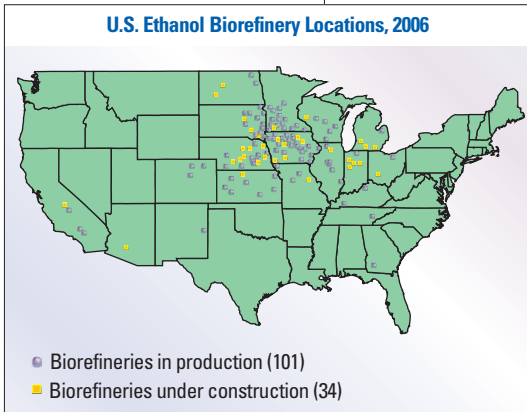 U.S. Ethanol Biorefinery Locations, 2006
Biorefineries in production (101)
Biorefineries under construction (34)